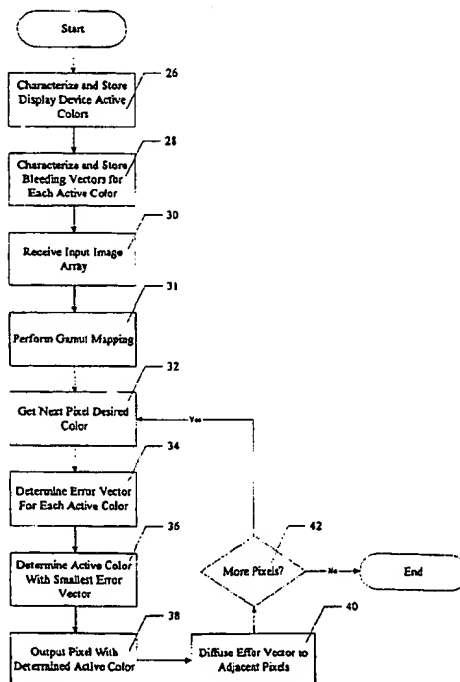 Start
26
Characterize and Store
Display Device Active
Colors
28
Characterize and Store
Bleeding Vectors for
Each Active Color
30
Receive Input Image
Array
31
Perform Gamut Mapping
32
Get Next Pixel Desired
Color
Yes
34
Determine Error Vector
For Each Active Color
36
Determine Active Color
With Smallest Error
Vector
42
More Pixels?
No
End
38
Output Pixel With
Determined Active Color
40
Diffuse Error Vector to
Adjacent Pixels